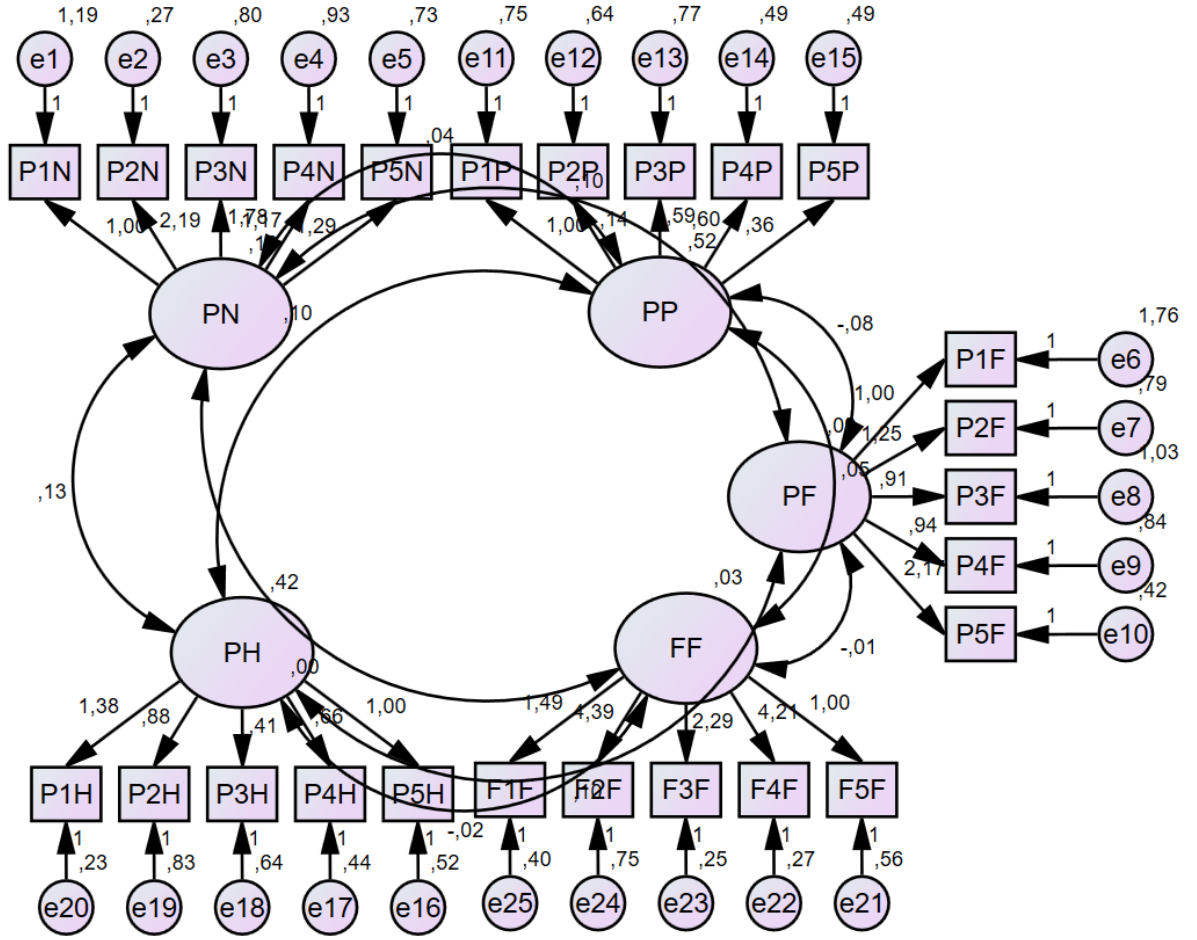 1,19 ,27 ,80 ,93 ,73 ,75 ,64 ,77 ,49 ,49
e1 e2 e3 e4 e5 e11 e12 e13 e14 e15
1 1 1 1 1 1 1 1 1 1
,04
P1N P2N P3N P4N P5N P1P P2P P3P P4P P5P
,10
1,00 2,19 1,78 1,17 1,29 1,00 ,14 ,59 ,60 ,36
,52
PN PP
,10
-,08
1,76
P1F 1 e6
1,00
,79
P2F 1 e7
1,25
1,03
,05
P3F 1 e8
,91
PF
,13
,84
,94
P4F 1 e9
2,17
,42
P5F 1 e10
,42 ,03
PH FF
-,01
,00
1,38 ,88 ,41 ,66 1,00 1,49 4,39 2,29 4,21 1,00
P1H P2H P3H P4H P5H F1F F2F F3F F4F F5F
-,02
1 1 1 1 1 1 1 1 1 1
,23 ,83 ,64 ,44 ,52 ,40 ,75 ,25 ,27 ,56
e20 e19 e18 e17 e16 e25 e24 e23 e22 e21